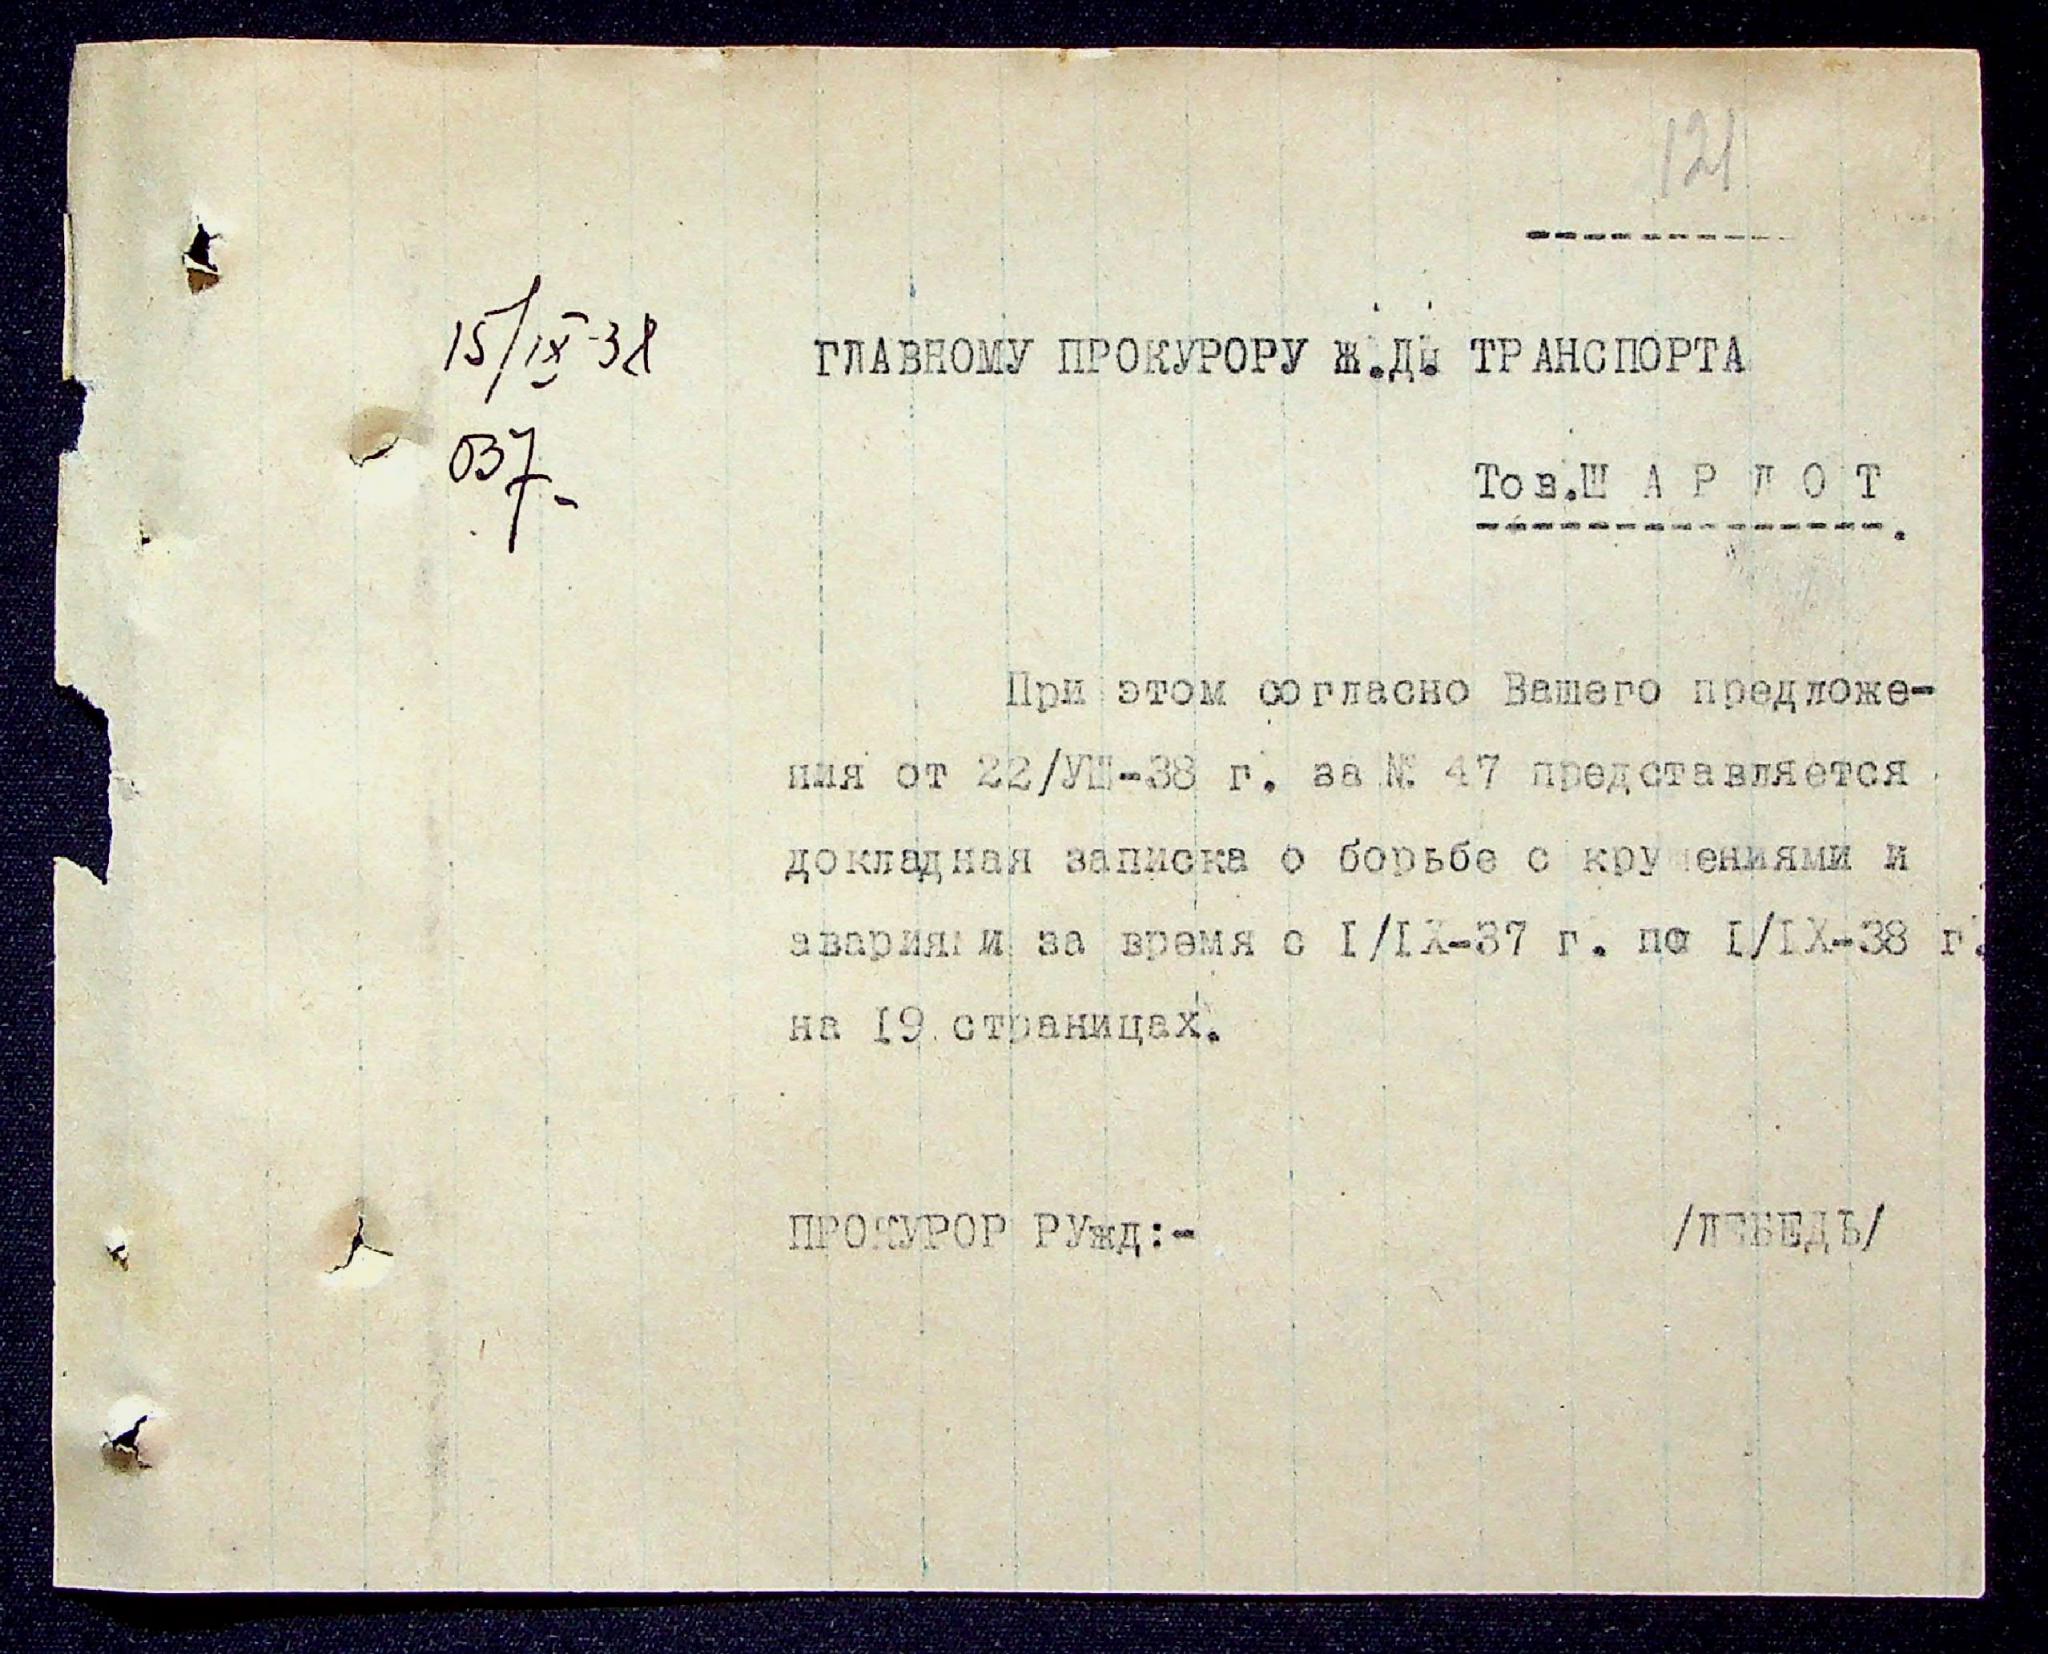 121
15/IX-38
037-
ГЛАВНОМУ ПРОКУРОРУ Ж.Д. ТРАНСПОРТА
Тов.Ш А Р Л О Т
При этом согласно Вашего предложе-
ния от 22/УШ-38 г. за № 47 представляется
докладная записка о борьбе с крушениями и
авариями за время с I/IX-37 г. по I/IX-38 г.
на 19 страницах.
ПРОКУРОР РУжд:- /ЛЕБЕДЬ/